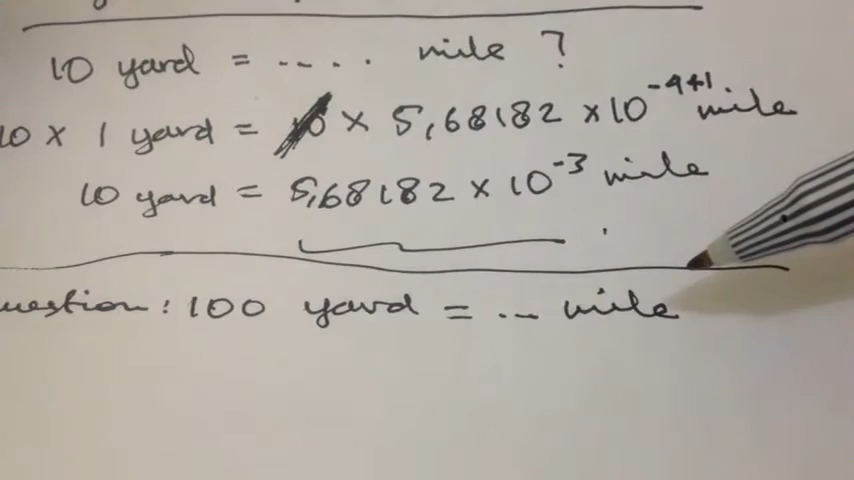 10 yard = ..... mile ?
10 x 1 yard = 10 x 5,68182 x 10⁻⁴⁺¹ mile
10 yard = 5,68182 x 10⁻³ mile
uestion: 100 yard = ... mile